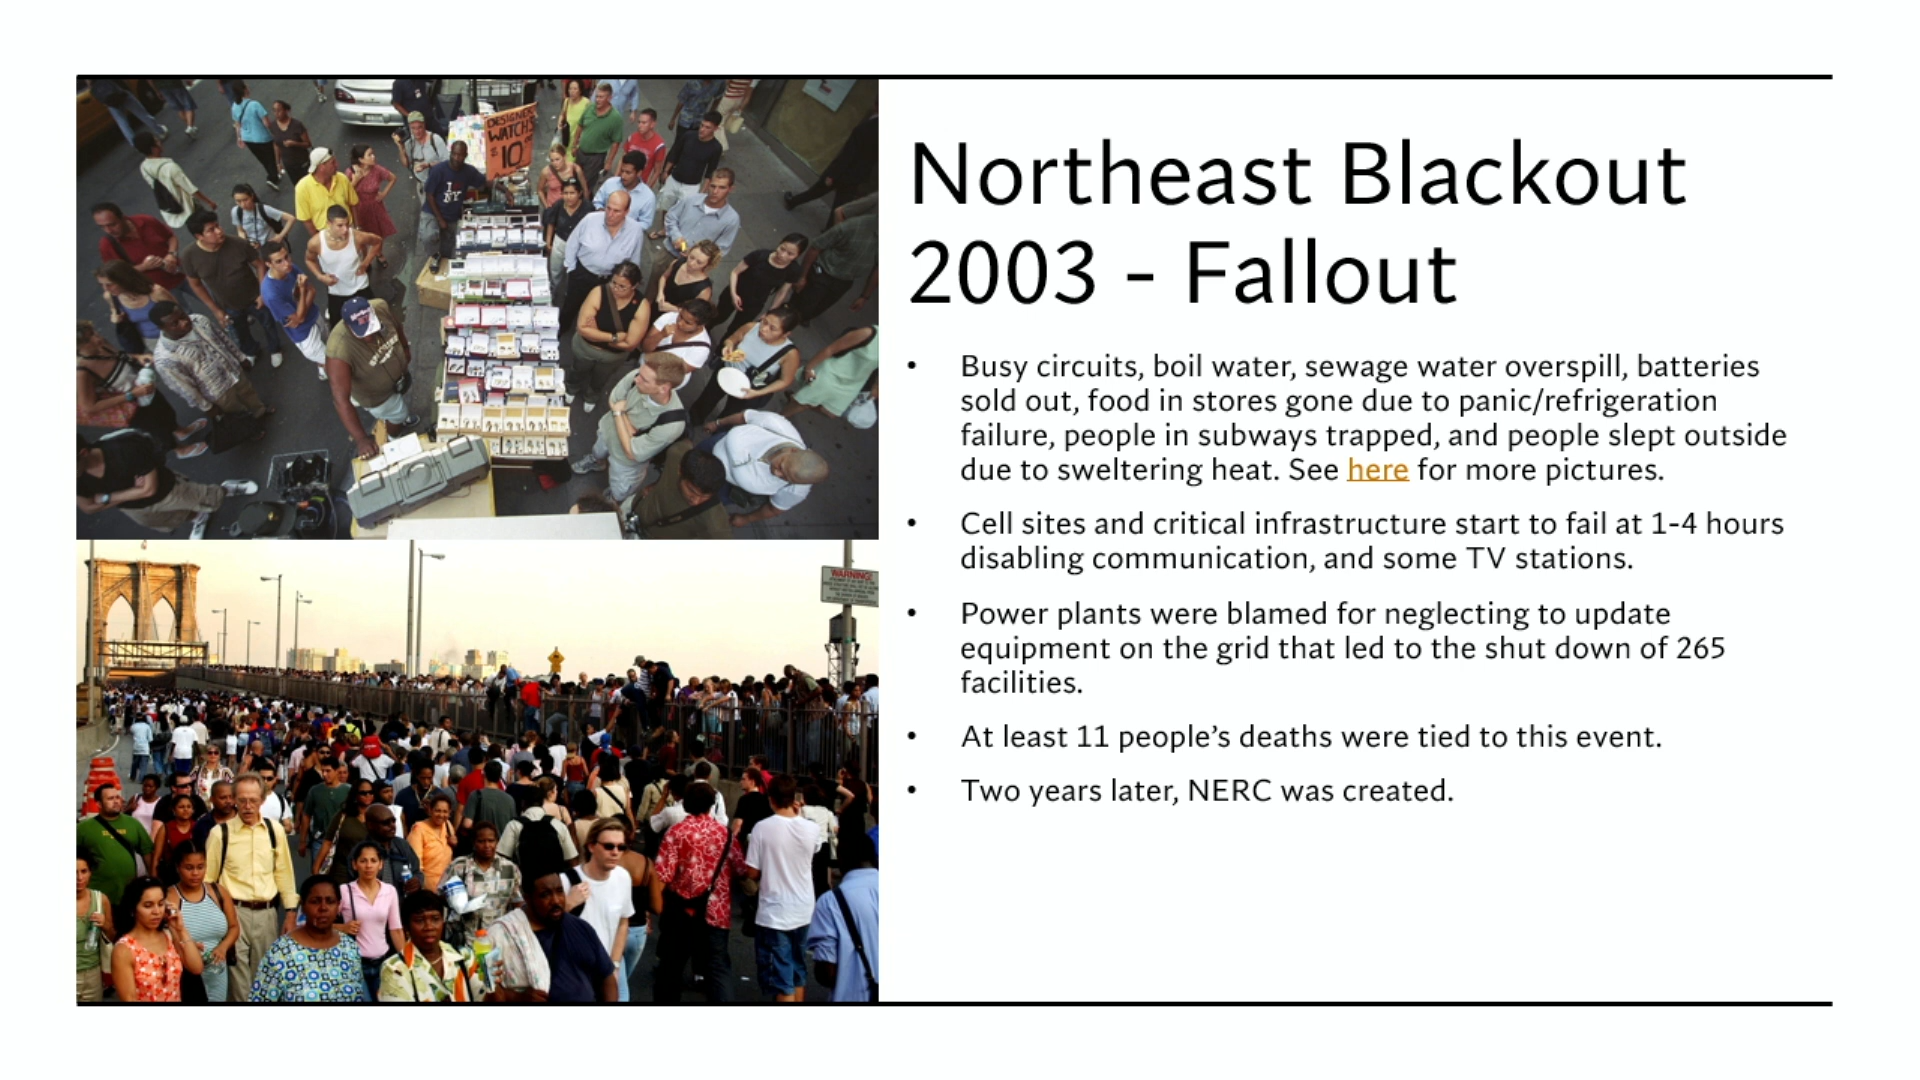 DESIGNER
WATCHS
$10
I NY
WARNING!
Northeast Blackout
2003 - Fallout
• Busy circuits, boil water, sewage water overspill, batteries
sold out, food in stores gone due to panic/refrigeration
failure, people in subways trapped, and people slept outside
due to sweltering heat. See here for more pictures.
• Cell sites and critical infrastructure start to fail at 1-4 hours
disabling communication, and some TV stations.
• Power plants were blamed for neglecting to update
equipment on the grid that led to the shut down of 265
facilities.
• At least 11 people’s deaths were tied to this event.
• Two years later, NERC was created.